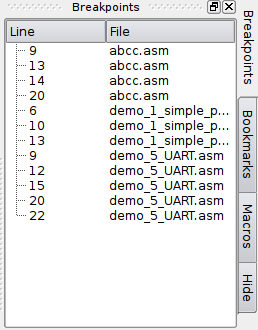 Breakpoints
Line File
9 abcc.asm
13 abcc.asm
14 abcc.asm
20 abcc.asm
6 demo_1_simple_p...
10 demo_1_simple_p...
13 demo_1_simple_p...
9 demo_5_UART.asm
12 demo_5_UART.asm
15 demo_5_UART.asm
20 demo_5_UART.asm
22 demo_5_UART.asm
Breakpoints
Bookmarks
Macros
Hide